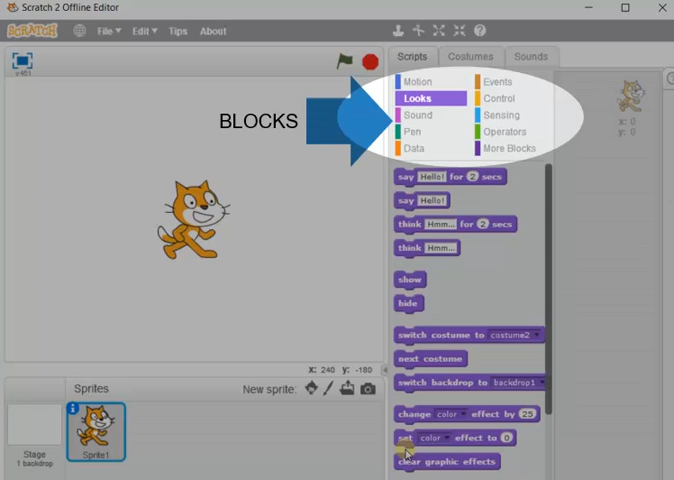 Scratch 2 Offline Editor
SCRATCH File Edit Tips About
v461
Scripts Costumes Sounds
Motion Events
Looks Control
Sound Sensing
Pen Operators
Data More Blocks
BLOCKS
x: 0
y: 0
say Hello! for 2 secs
say Hello!
think Hmm... for 2 secs
think Hmm...
show
hide
switch costume to costume2
next costume
switch backdrop to backdrop1
change color effect by 25
set color effect to 0
clear graphic effects
x: 240 y: -180
Sprites New sprite:
Stage
1 backdrop
Sprite1